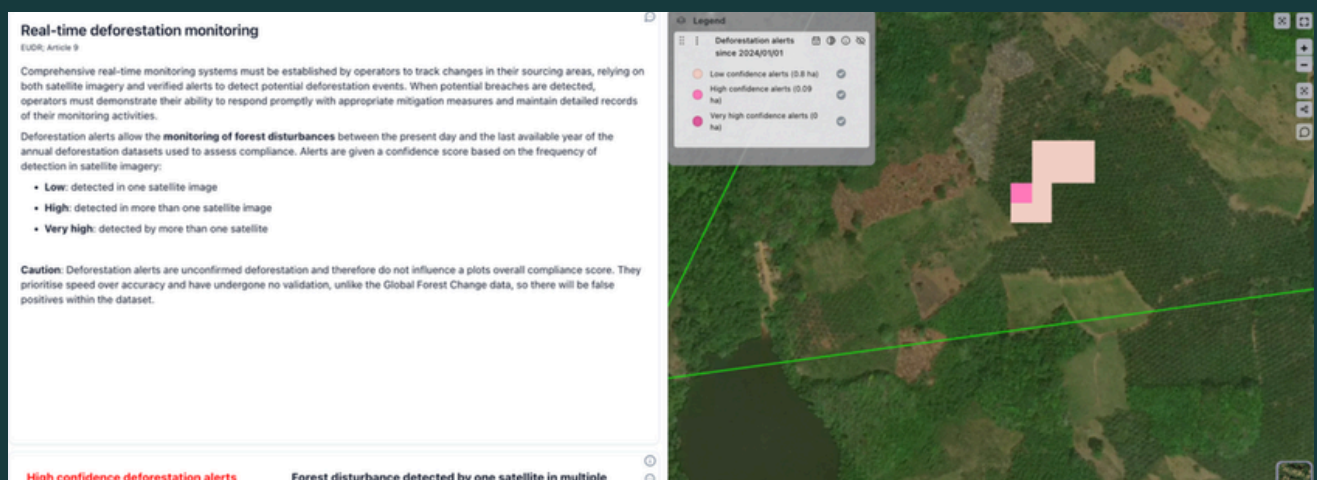 Real-time deforestation monitoring
EUDR; Article 9
Comprehensive real-time monitoring systems must be established by operators to track changes in their sourcing areas, relying on
both satellite imagery and verified alerts to detect potential deforestation events. When potential breaches are detected,
operators must demonstrate their ability to respond promptly with appropriate mitigation measures and maintain detailed records
of their monitoring activities.
Deforestation alerts allow the monitoring of forest disturbances between the present day and the last available year of the
annual deforestation datasets used to assess compliance. Alerts are given a confidence score based on the frequency of
detection in satellite imagery:
• Low: detected in one satellite image
• High: detected in more than one satellite image
• Very high: detected by more than one satellite
Caution: Deforestation alerts are unconfirmed deforestation and therefore do not influence a plots overall compliance score. They
prioritise speed over accuracy and have undergone no validation, unlike the Global Forest Change data, so there will be false
positives within the dataset.
High confidence deforestation alerts
Forest disturbance detected by one satellite in multiple
Legend
Deforestation alerts
since 2024/01/01
Low confidence alerts (0.8 ha)
High confidence alerts (0.09
ha)
Very high confidence alerts (0
ha)